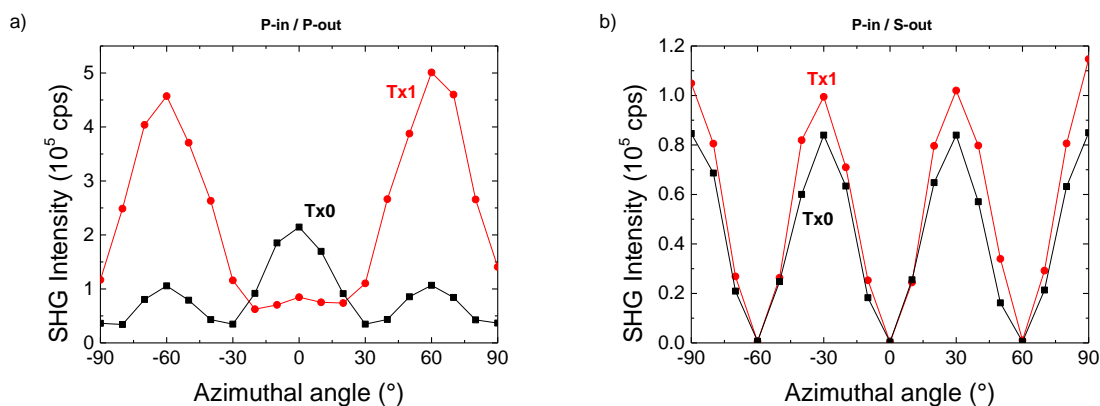 a)
P-in / P-out
Tx1
Tx0
5
4
3
2
1
0
SHG Intensity (10⁵ cps)
-90 -60 -30 0 30 60 90
Azimuthal angle (°)
b)
P-in / S-out
Tx1
Tx0
1.2
1.0
0.8
0.6
0.4
0.2
0.0
SHG Intensity (10⁵ cps)
-90 -60 -30 0 30 60 90
Azimuthal angle (°)